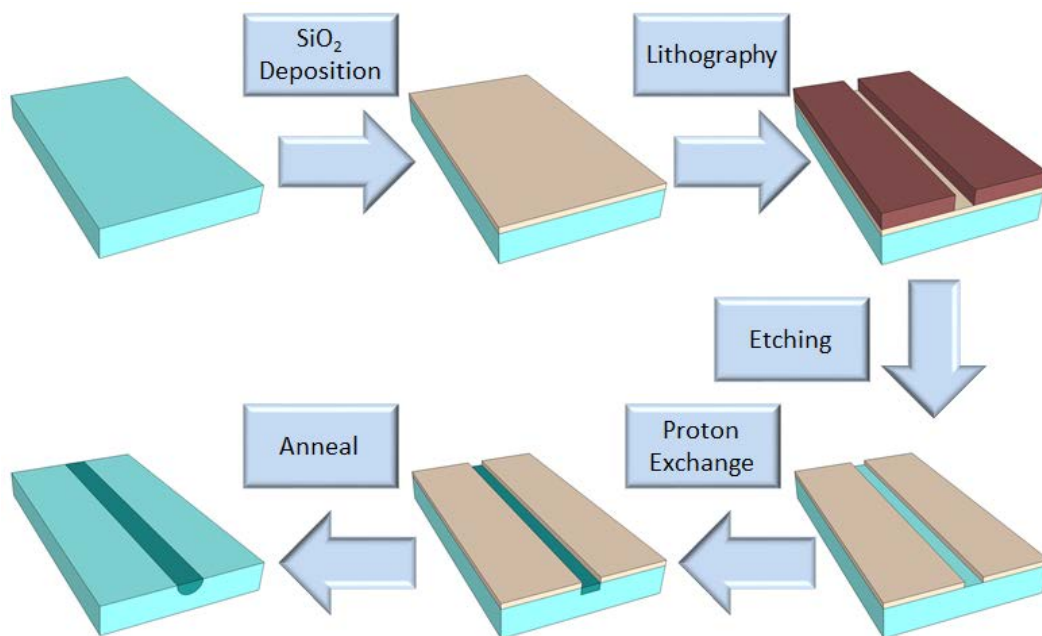 SiO₂
Deposition
Lithography
Etching
Proton
Exchange
Anneal